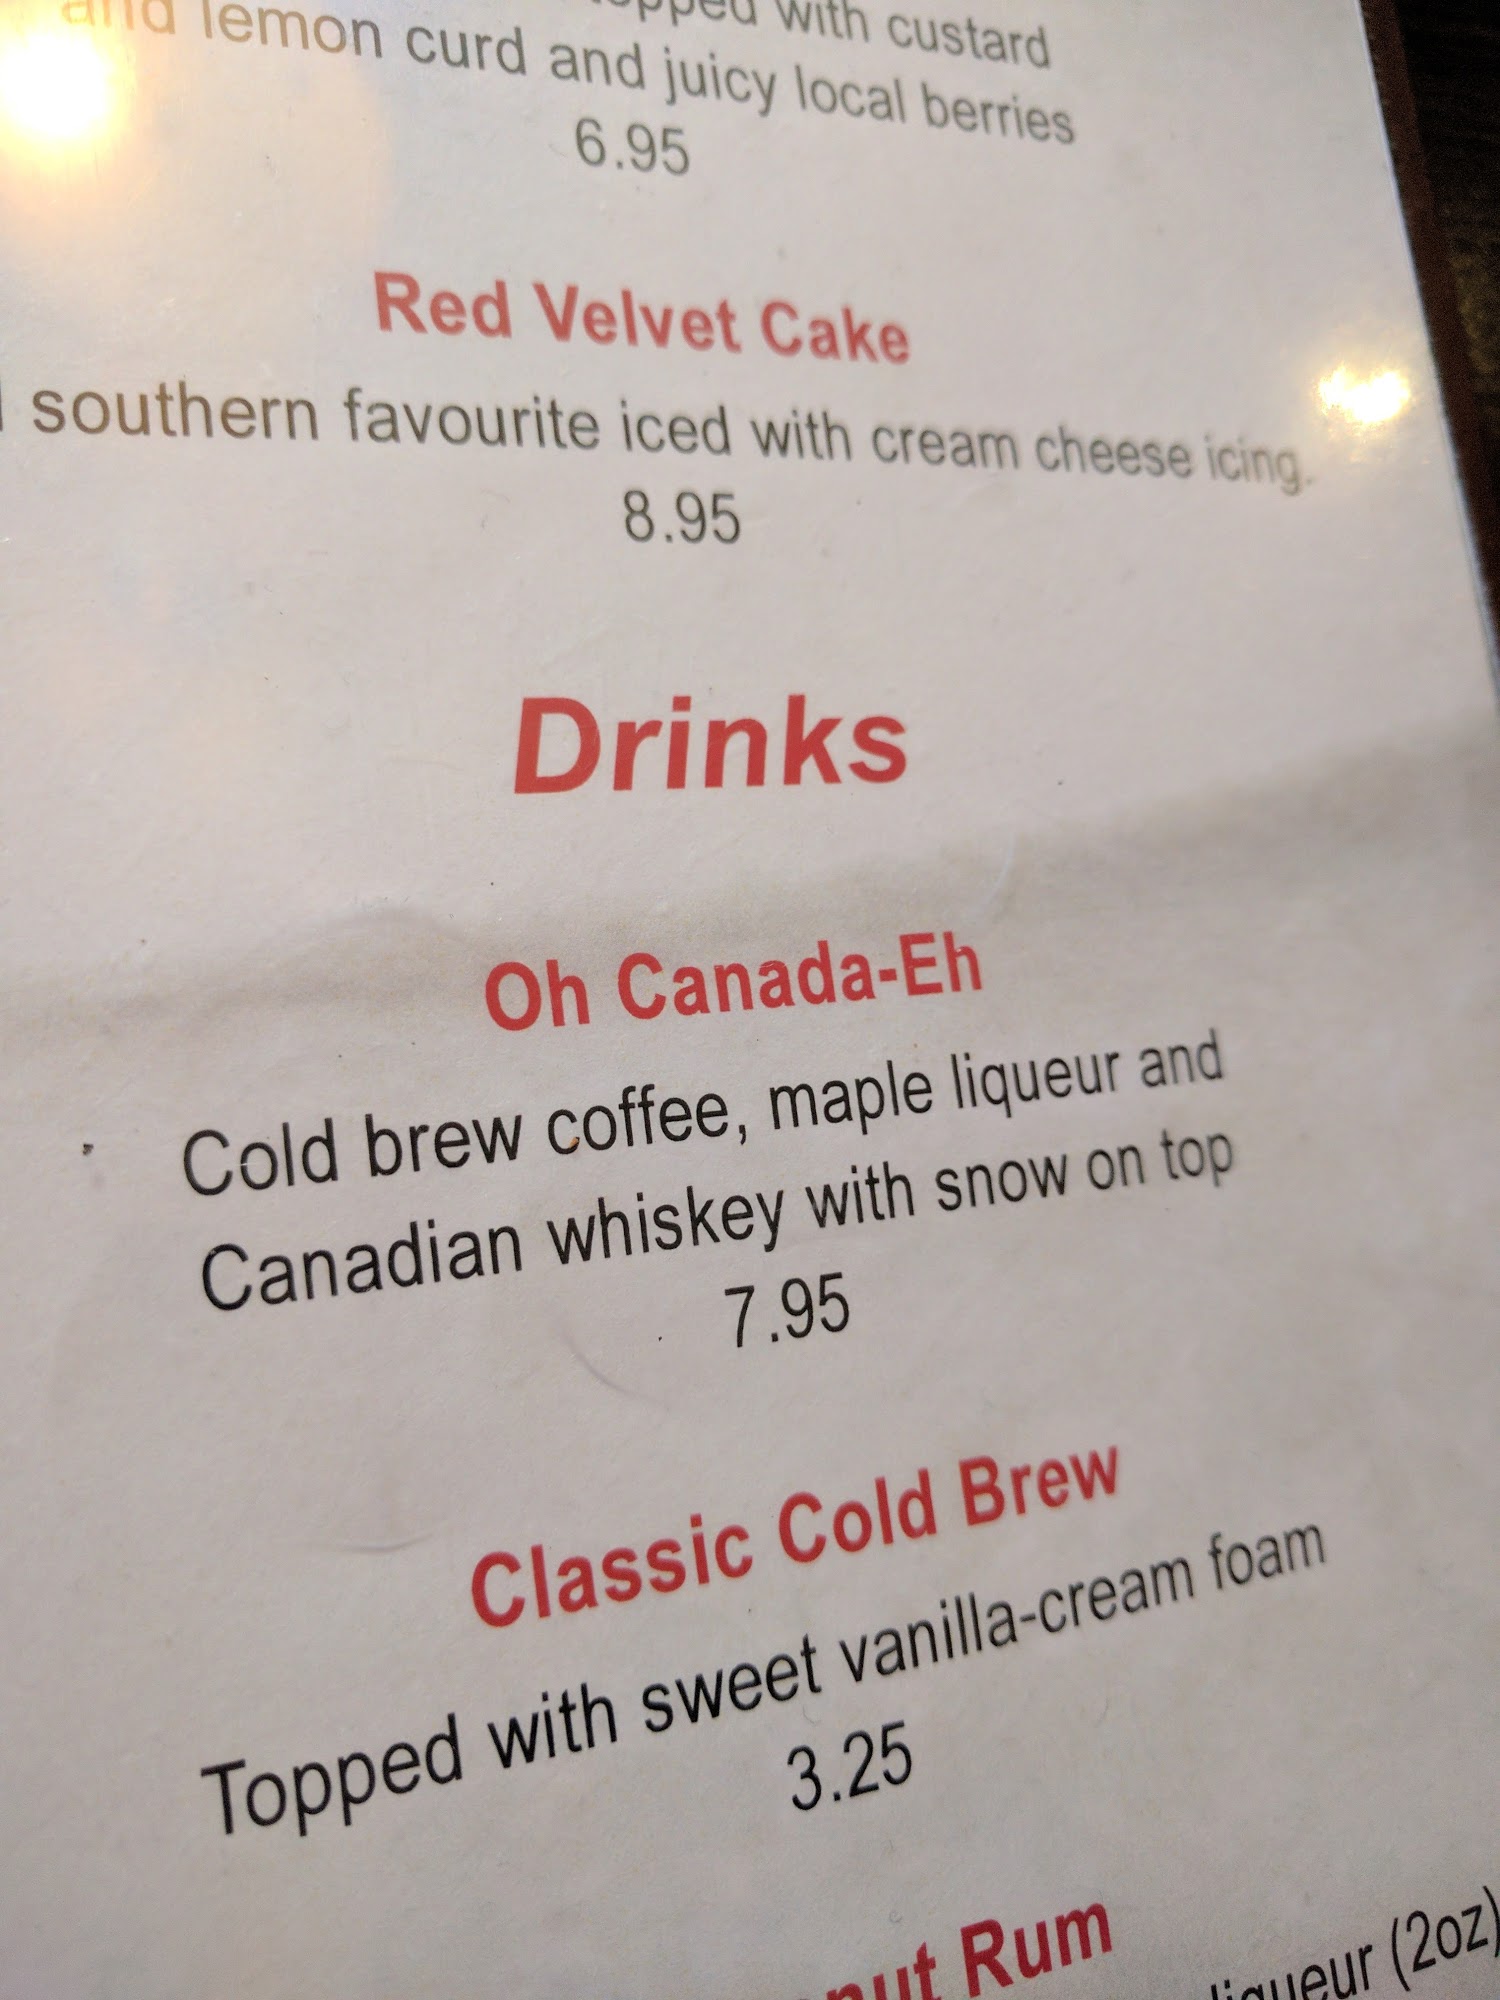 with custard
and lemon curd and juicy local berries
6.95
Red Velvet Cake
southern favourite iced with cream cheese icing.
8.95
Drinks
Oh Canada-Eh
Cold brew coffee, maple liqueur and
Canadian whiskey with snow on top
7.95
Classic Cold Brew
Topped with sweet vanilla-cream foam
3.25
Rum
liqueur (2oz)